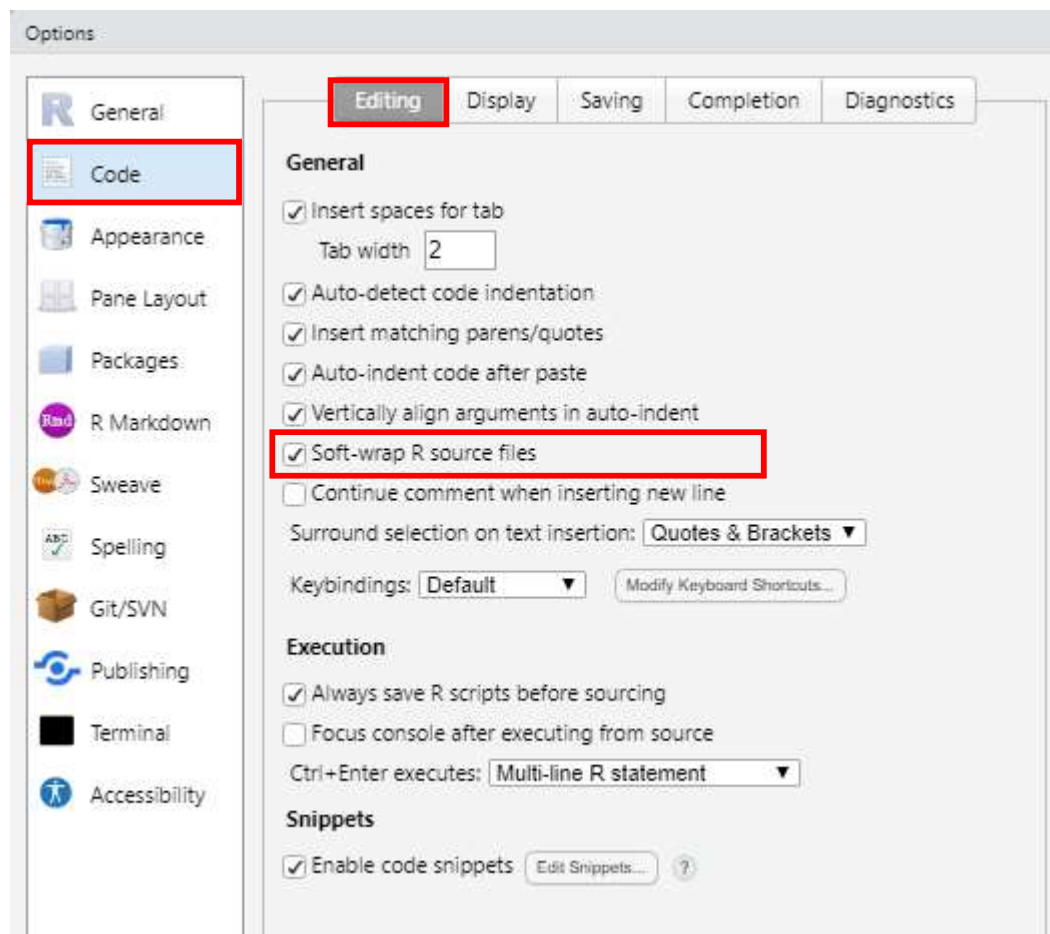 Options
General
Code
Appearance
Pane Layout
Packages
Rmd R Markdown
Sweave
ABC Spelling
Git/SVN
Publishing
Terminal
Accessibility
Editing Display Saving Completion Diagnostics
General
Insert spaces for tab
Tab width 2
Auto-detect code indentation
Insert matching parens/quotes
Auto-indent code after paste
Vertically align arguments in auto-indent
Soft-wrap R source files
Continue comment when inserting new line
Surround selection on text insertion: Quotes & Brackets ▼
Keybindings: Default ▼ Modify Keyboard Shortcuts...
Execution
Always save R scripts before sourcing
Focus console after executing from source
Ctrl+Enter executes: Multi-line R statement ▼
Snippets
Enable code snippets Edit Snippets... ?